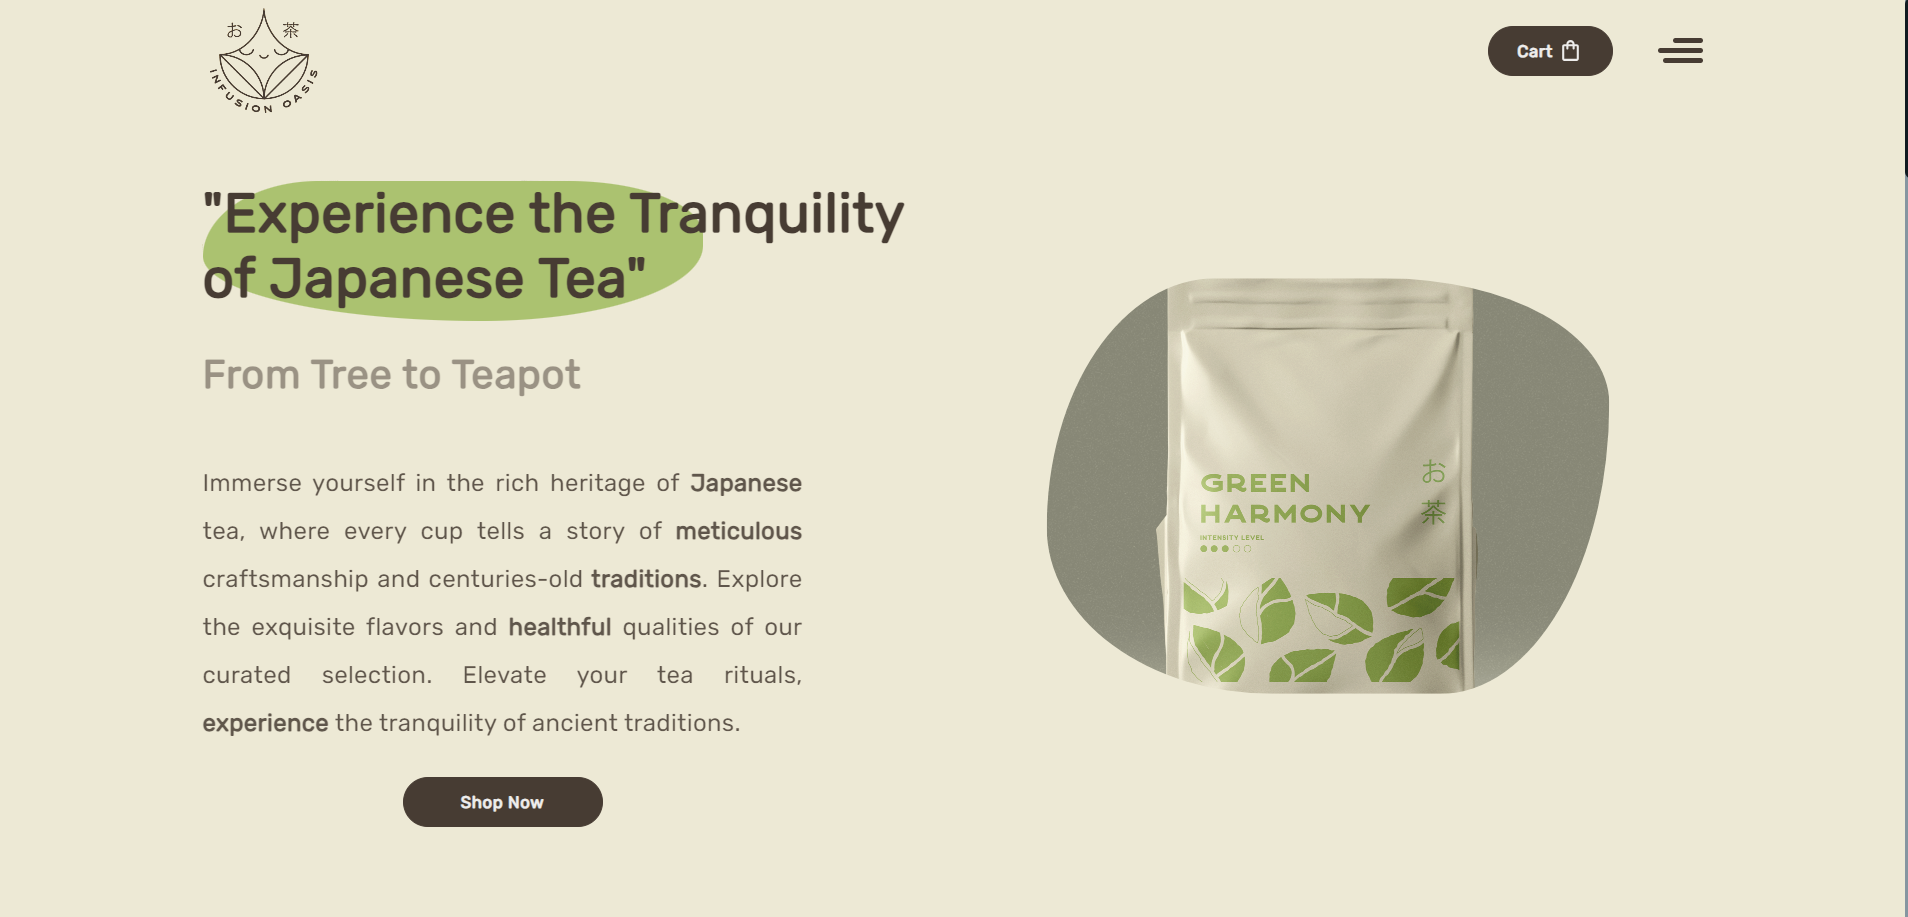 お 茶
INFUSION OASIS
Cart
"Experience the Tranquility
of Japanese Tea"
From Tree to Teapot
Immerse yourself in the rich heritage of Japanese
tea, where every cup tells a story of meticulous
craftsmanship and centuries-old traditions. Explore
the exquisite flavors and healthful qualities of our
curated selection. Elevate your tea rituals,
experience the tranquility of ancient traditions.
Shop Now
GREEN
HARMONY
INTENSITY LEVEL
お
茶